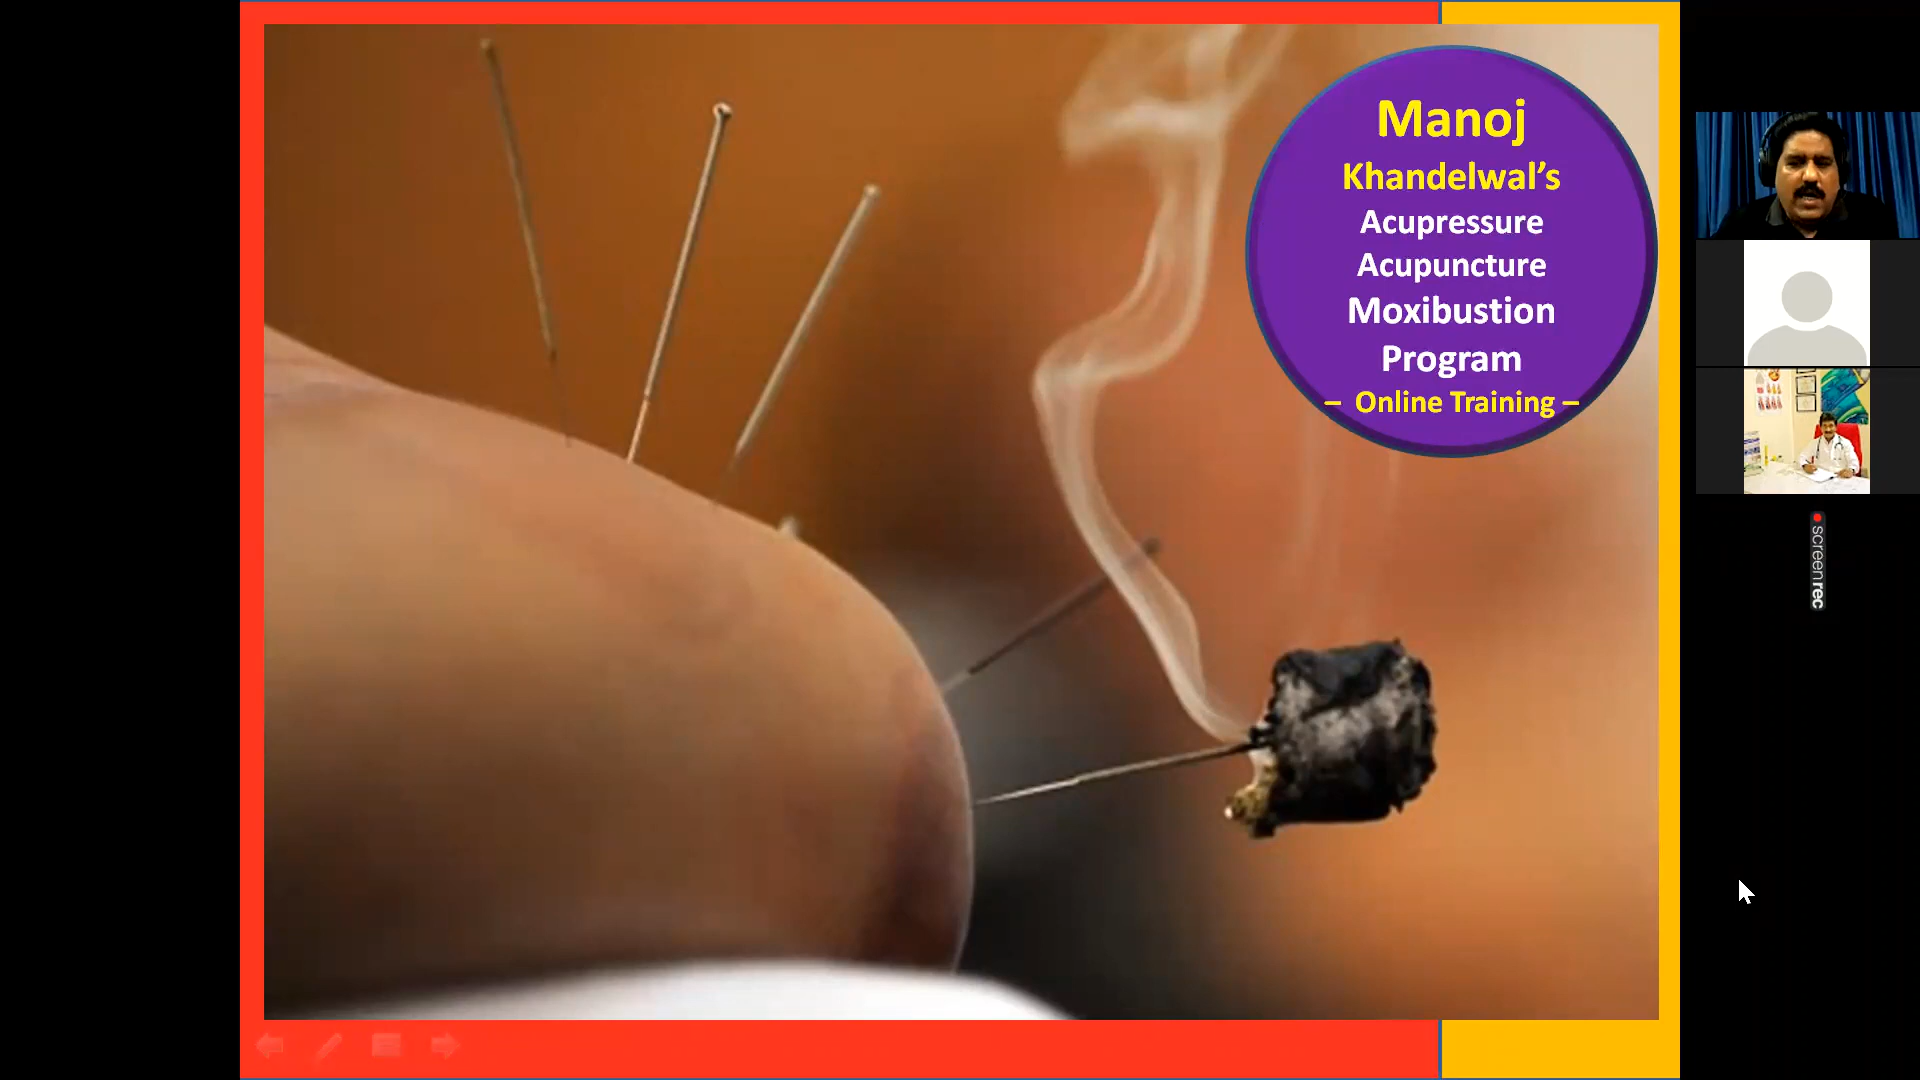 Manoj
Khandelwal's
Acupressure
Acupuncture
Moxibustion
Program
– Online Training –
screenrec